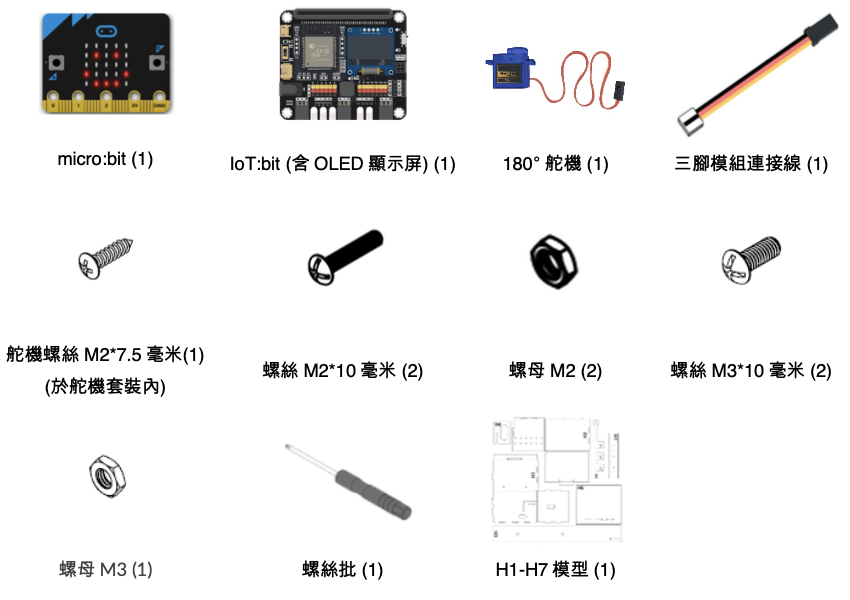 micro:bit (1)
IoT:bit (含 OLED 顯示屏) (1)
180° 舵機 (1)
三腳模組連接線 (1)
舵機螺絲 M2*7.5 毫米(1)
(於舵機套裝內)
螺絲 M2*10 毫米 (2)
螺母 M2 (2)
螺絲 M3*10 毫米 (2)
螺母 M3 (1)
螺絲批 (1)
H1-H7 模型 (1)